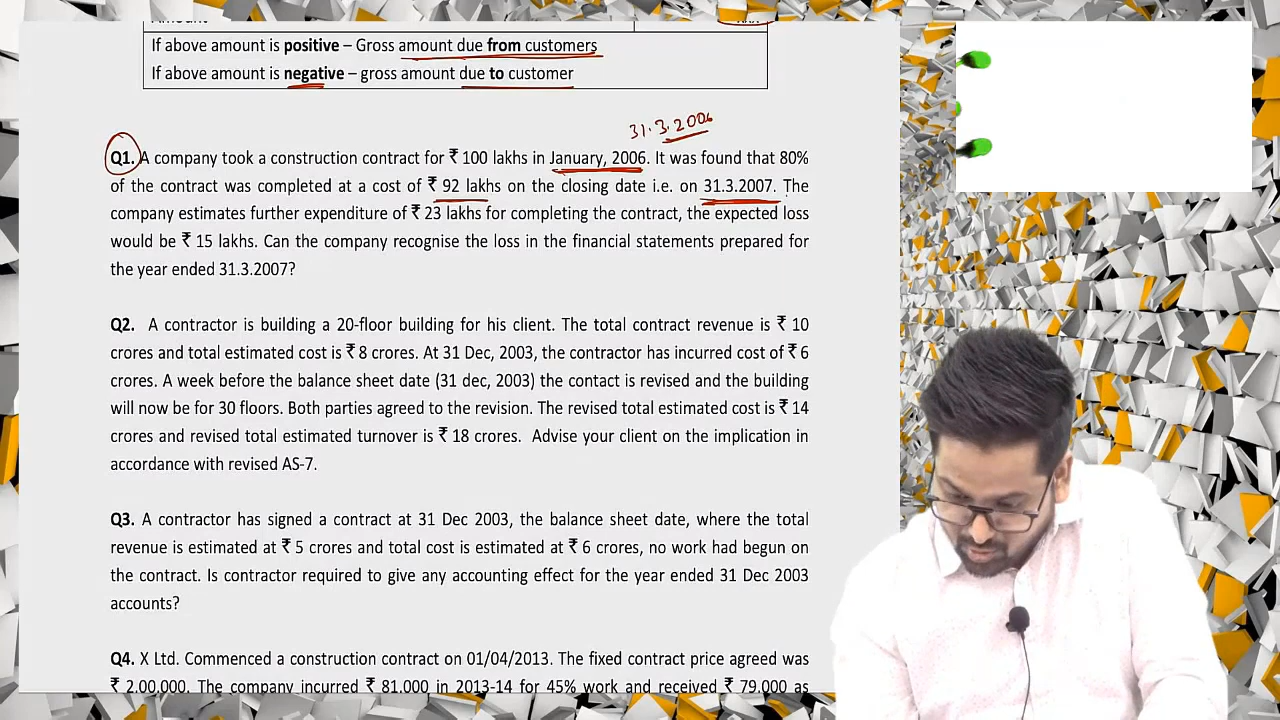 If above amount is positive – Gross amount due from customers
If above amount is negative – gross amount due to customer
31.3.2006
Q1. A company took a construction contract for ₹ 100 lakhs in January, 2006. It was found that 80%
of the contract was completed at a cost of ₹ 92 lakhs on the closing date i.e. on 31.3.2007. The
company estimates further expenditure of ₹ 23 lakhs for completing the contract, the expected loss
would be ₹ 15 lakhs. Can the company recognise the loss in the financial statements prepared for
the year ended 31.3.2007?
Q2. A contractor is building a 20-floor building for his client. The total contract revenue is ₹ 10
crores and total estimated cost is ₹ 8 crores. At 31 Dec, 2003, the contractor has incurred cost of ₹ 6
crores. A week before the balance sheet date (31 dec, 2003) the contact is revised and the building
will now be for 30 floors. Both parties agreed to the revision. The revised total estimated cost is ₹ 14
crores and revised total estimated turnover is ₹ 18 crores. Advise your client on the implication in
accordance with revised AS-7.
Q3. A contractor has signed a contract at 31 Dec 2003, the balance sheet date, where the total
revenue is estimated at ₹ 5 crores and total cost is estimated at ₹ 6 crores, no work had begun on
the contract. Is contractor required to give any accounting effect for the year ended 31 Dec 2003
accounts?
Q4. X Ltd. Commenced a construction contract on 01/04/2013. The fixed contract price agreed was
₹ 2,00,000. The company incurred ₹ 81,000 in 2013-14 for 45% work and received ₹ 79,000 as